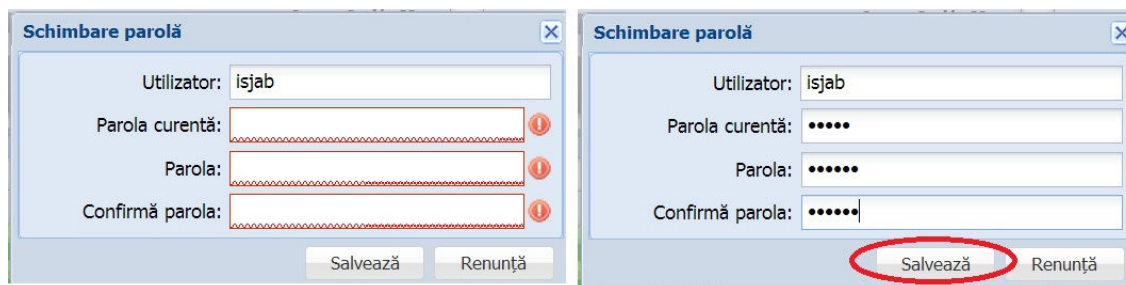 Schimbare parolă
Utilizator: isjab
Parola curentă:
Parola:
Confirmă parola:
Salvează Renunță
Schimbare parolă
Utilizator: isjab
Parola curentă: •••••
Parola: ••••••
Confirmă parola: ••••••
Salvează Renunță